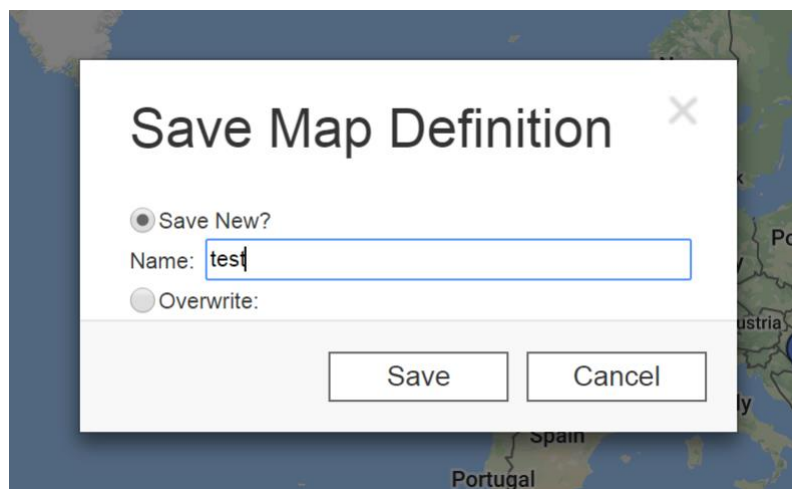 Save Map Definition
Save New?
Name: test
Overwrite:
Save Cancel
Spain
Portugal